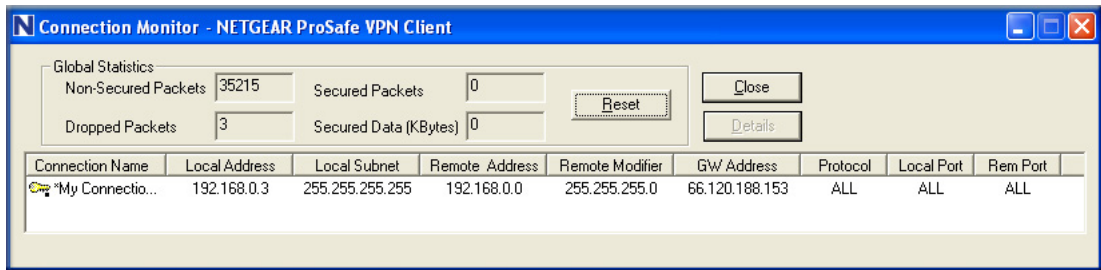 N Connection Monitor - NETGEAR ProSafe VPN Client
Global Statistics
Non-Secured Packets 35215 Secured Packets 0
Reset
Close
Dropped Packets 3 Secured Data (KBytes) 0
Details
Connection Name Local Address Local Subnet Remote Address Remote Modifier GW Address Protocol Local Port Rem Port
*My Connectio... 192.168.0.3 255.255.255.255 192.168.0.0 255.255.255.0 66.120.188.153 ALL ALL ALL